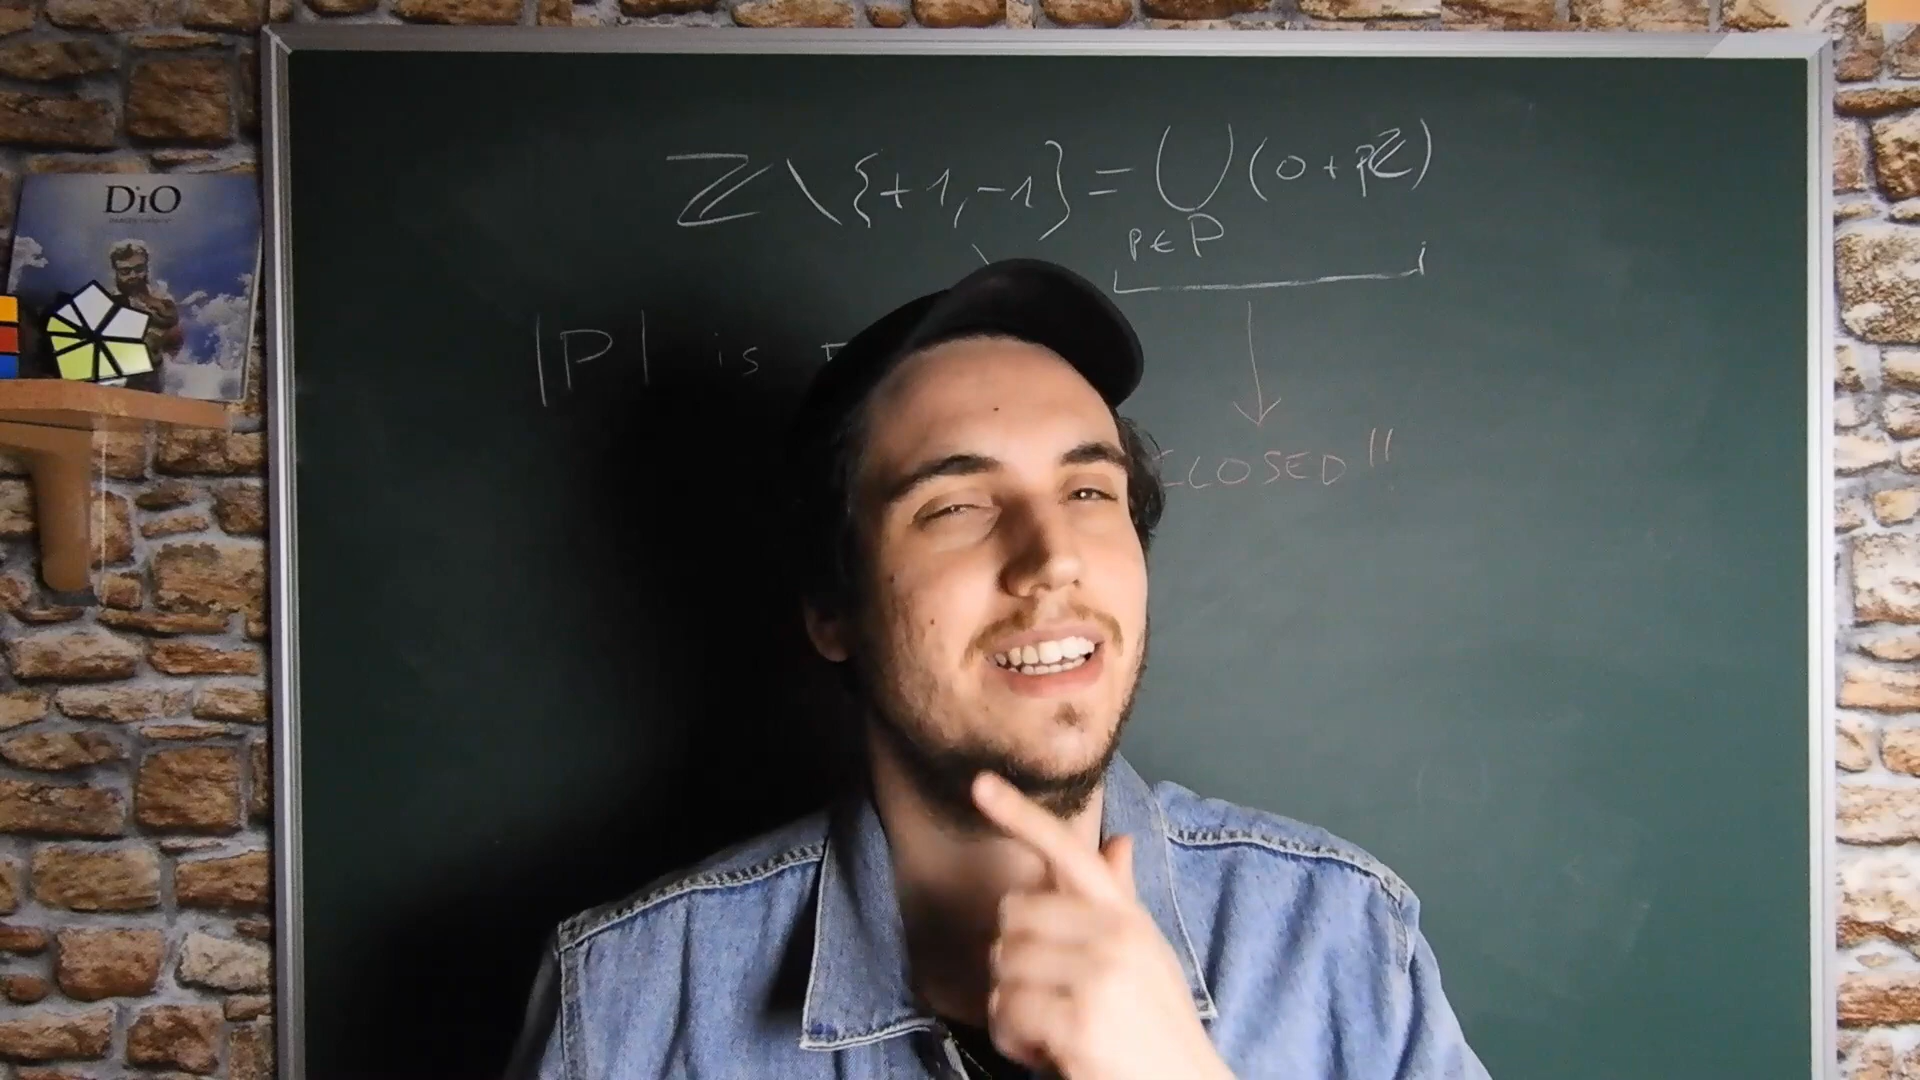 DiO
ℤ \ {+1, -1} = ⋃ (0 + pℤ)
p ∈ P
|P| is
CLOSED"